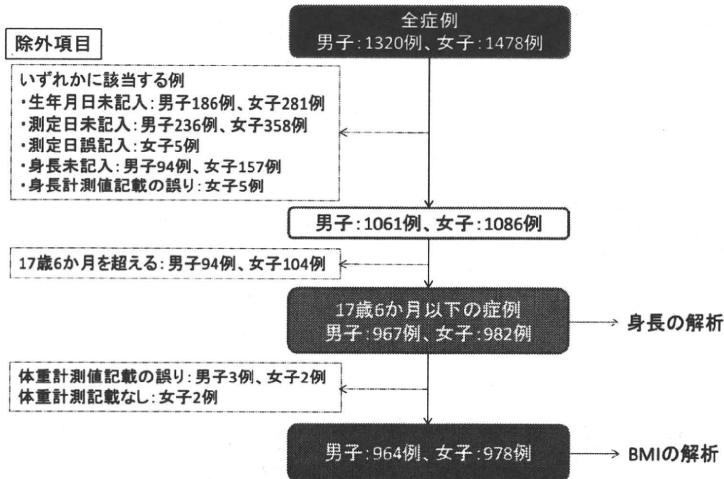 全症例
男子:1320例、女子:1478例
除外項目
いずれかに該当する例
・生年月日未記入:男子186例、女子281例
・測定日未記入:男子236例、女子358例
・測定日誤記入:女子5例
・身長未記入:男子94例、女子157例
・身長計測値記載の誤り:女子5例
男子:1061例、女子:1086例
17歳6か月を超える:男子94例、女子104例
17歳6か月以下の症例
男子:967例、女子:982例
身長の解析
体重計測値記載の誤り:男子3例、女子2例
体重計測記載なし:女子2例
男子:964例、女子:978例
BMIの解析